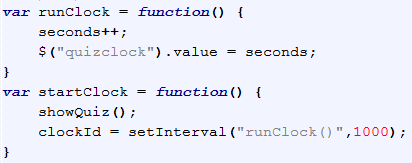 var runClock = function() {
    seconds++;
    $("quizclock").value = seconds;
}
var startClock = function() {
    showQuiz();
    clockId = setInterval("runClock()",1000);
}